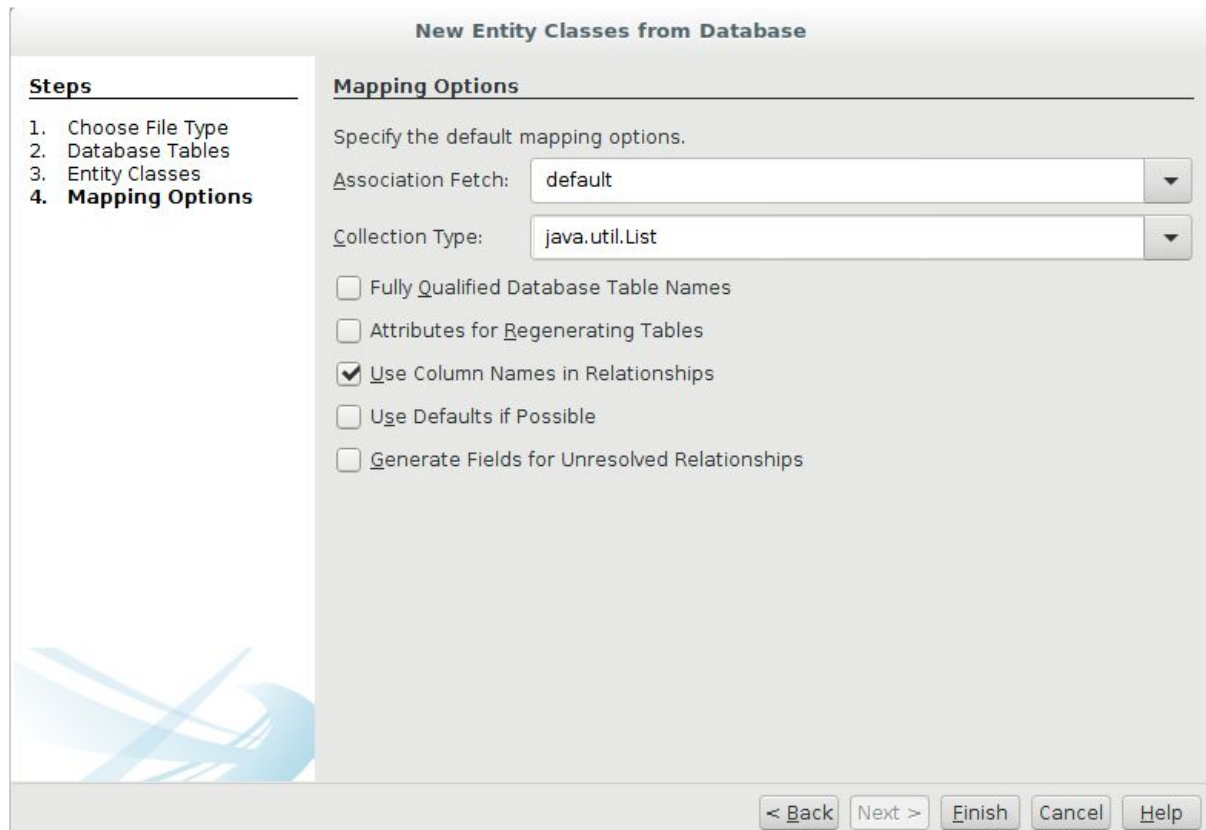 New Entity Classes from Database
Steps
1. Choose File Type
2. Database Tables
3. Entity Classes
4. Mapping Options
Mapping Options
Specify the default mapping options.
Association Fetch: default
Collection Type: java.util.List
Fully Qualified Database Table Names
Attributes for Regenerating Tables
Use Column Names in Relationships
Use Defaults if Possible
Generate Fields for Unresolved Relationships
< Back Next > Finish Cancel Help